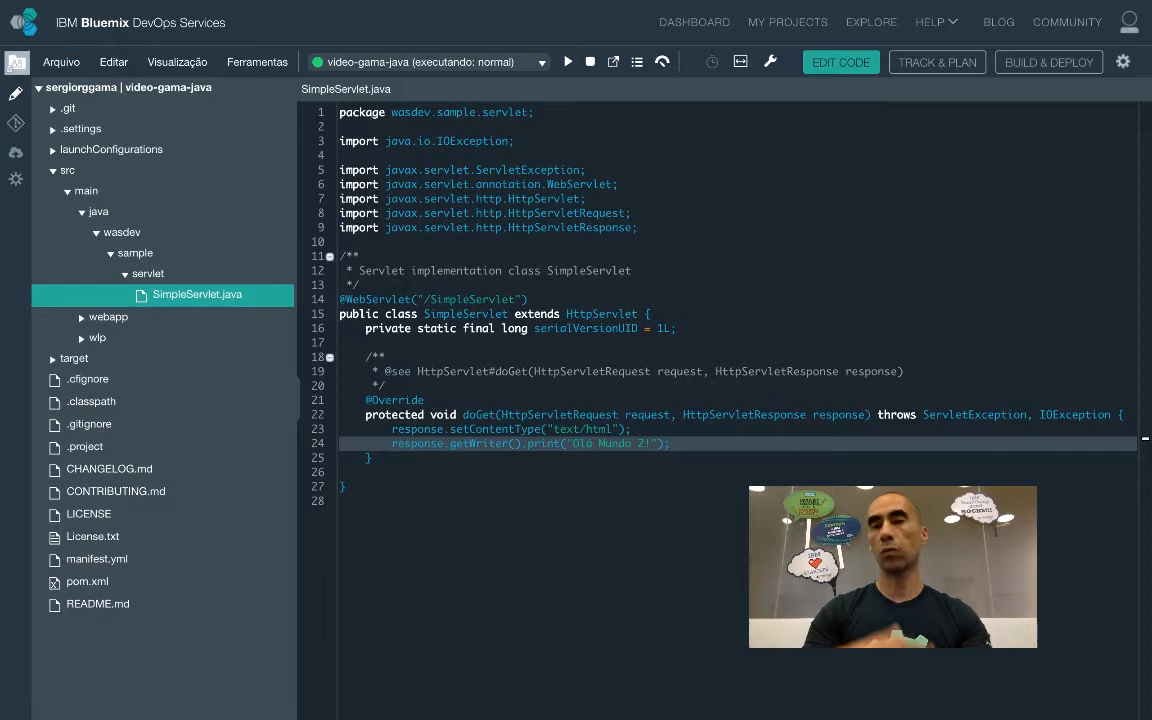 IBM Bluemix DevOps Services
DASHBOARD MY PROJECTS EXPLORE HELP BLOG COMMUNITY
Arquivo Editar Visualização Ferramentas video-gama-java (executando: normal) EDIT CODE TRACK & PLAN BUILD & DEPLOY
sergiorggama | video-gama-java
.git
.settings
launchConfigurations
src
main
java
wasdev
sample
servlet
SimpleServlet.java
webapp
wlp
target
.cfignore
.classpath
.gitignore
.project
CHANGELOG.md
CONTRIBUTING.md
LICENSE
License.txt
manifest.yml
pom.xml
README.md
SimpleServlet.java
1 package wasdev.sample.servlet;
2
3 import java.io.IOException;
4
5 import javax.servlet.ServletException;
6 import javax.servlet.annotation.WebServlet;
7 import javax.servlet.http.HttpServlet;
8 import javax.servlet.http.HttpServletRequest;
9 import javax.servlet.http.HttpServletResponse;
10
11 /**
12 * Servlet implementation class SimpleServlet
13 */
14 @WebServlet("/SimpleServlet")
15 public class SimpleServlet extends HttpServlet {
16 private static final long serialVersionUID = 1L;
17
18 /**
19 * @see HttpServlet#doGet(HttpServletRequest request, HttpServletResponse response)
20 */
21 @Override
22 protected void doGet(HttpServletRequest request, HttpServletResponse response) throws ServletException, IOException {
23 response.setContentType("text/html");
24 response.getWriter().print("Olá Mundo 2!");
25 }
26
27 }
28
IBM
STARTUPS
ROCKS!!!